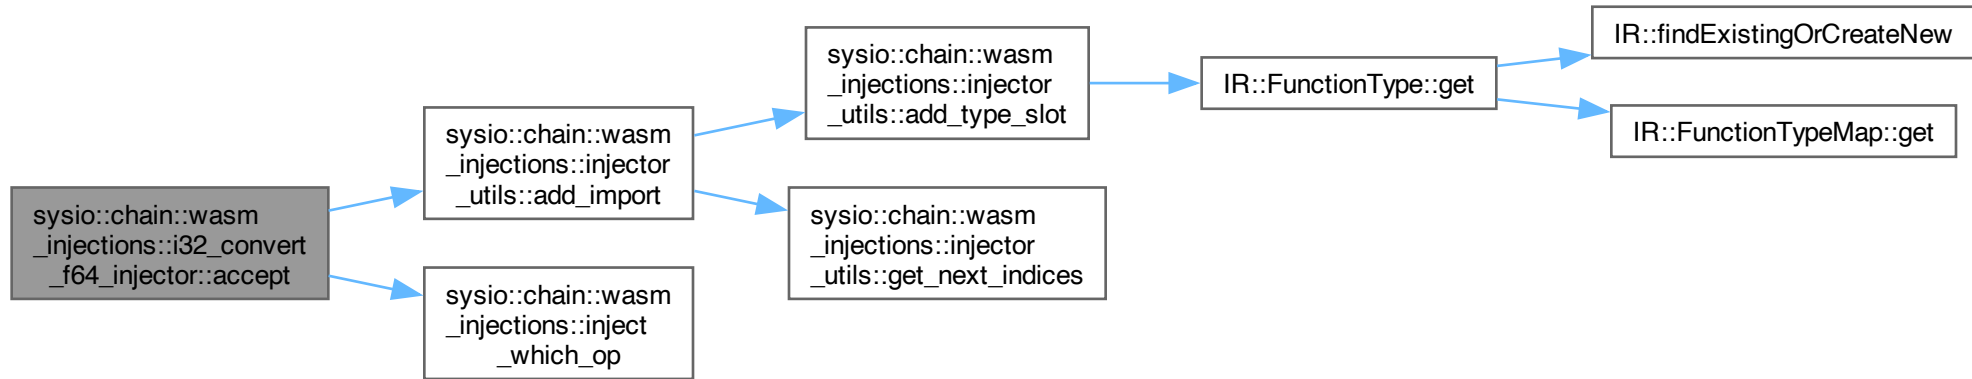 sysio::chain::wasm
_injections::i32_convert
_f64_injector::accept
sysio::chain::wasm
_injections::injector
_utils::add_import
sysio::chain::wasm
_injections::injector
_utils::add_type_slot
IR::FunctionType::get
IR::findExistingOrCreateNew
IR::FunctionTypeMap::get
sysio::chain::wasm
_injections::injector
_utils::get_next_indices
sysio::chain::wasm
_injections::inject
_which_op